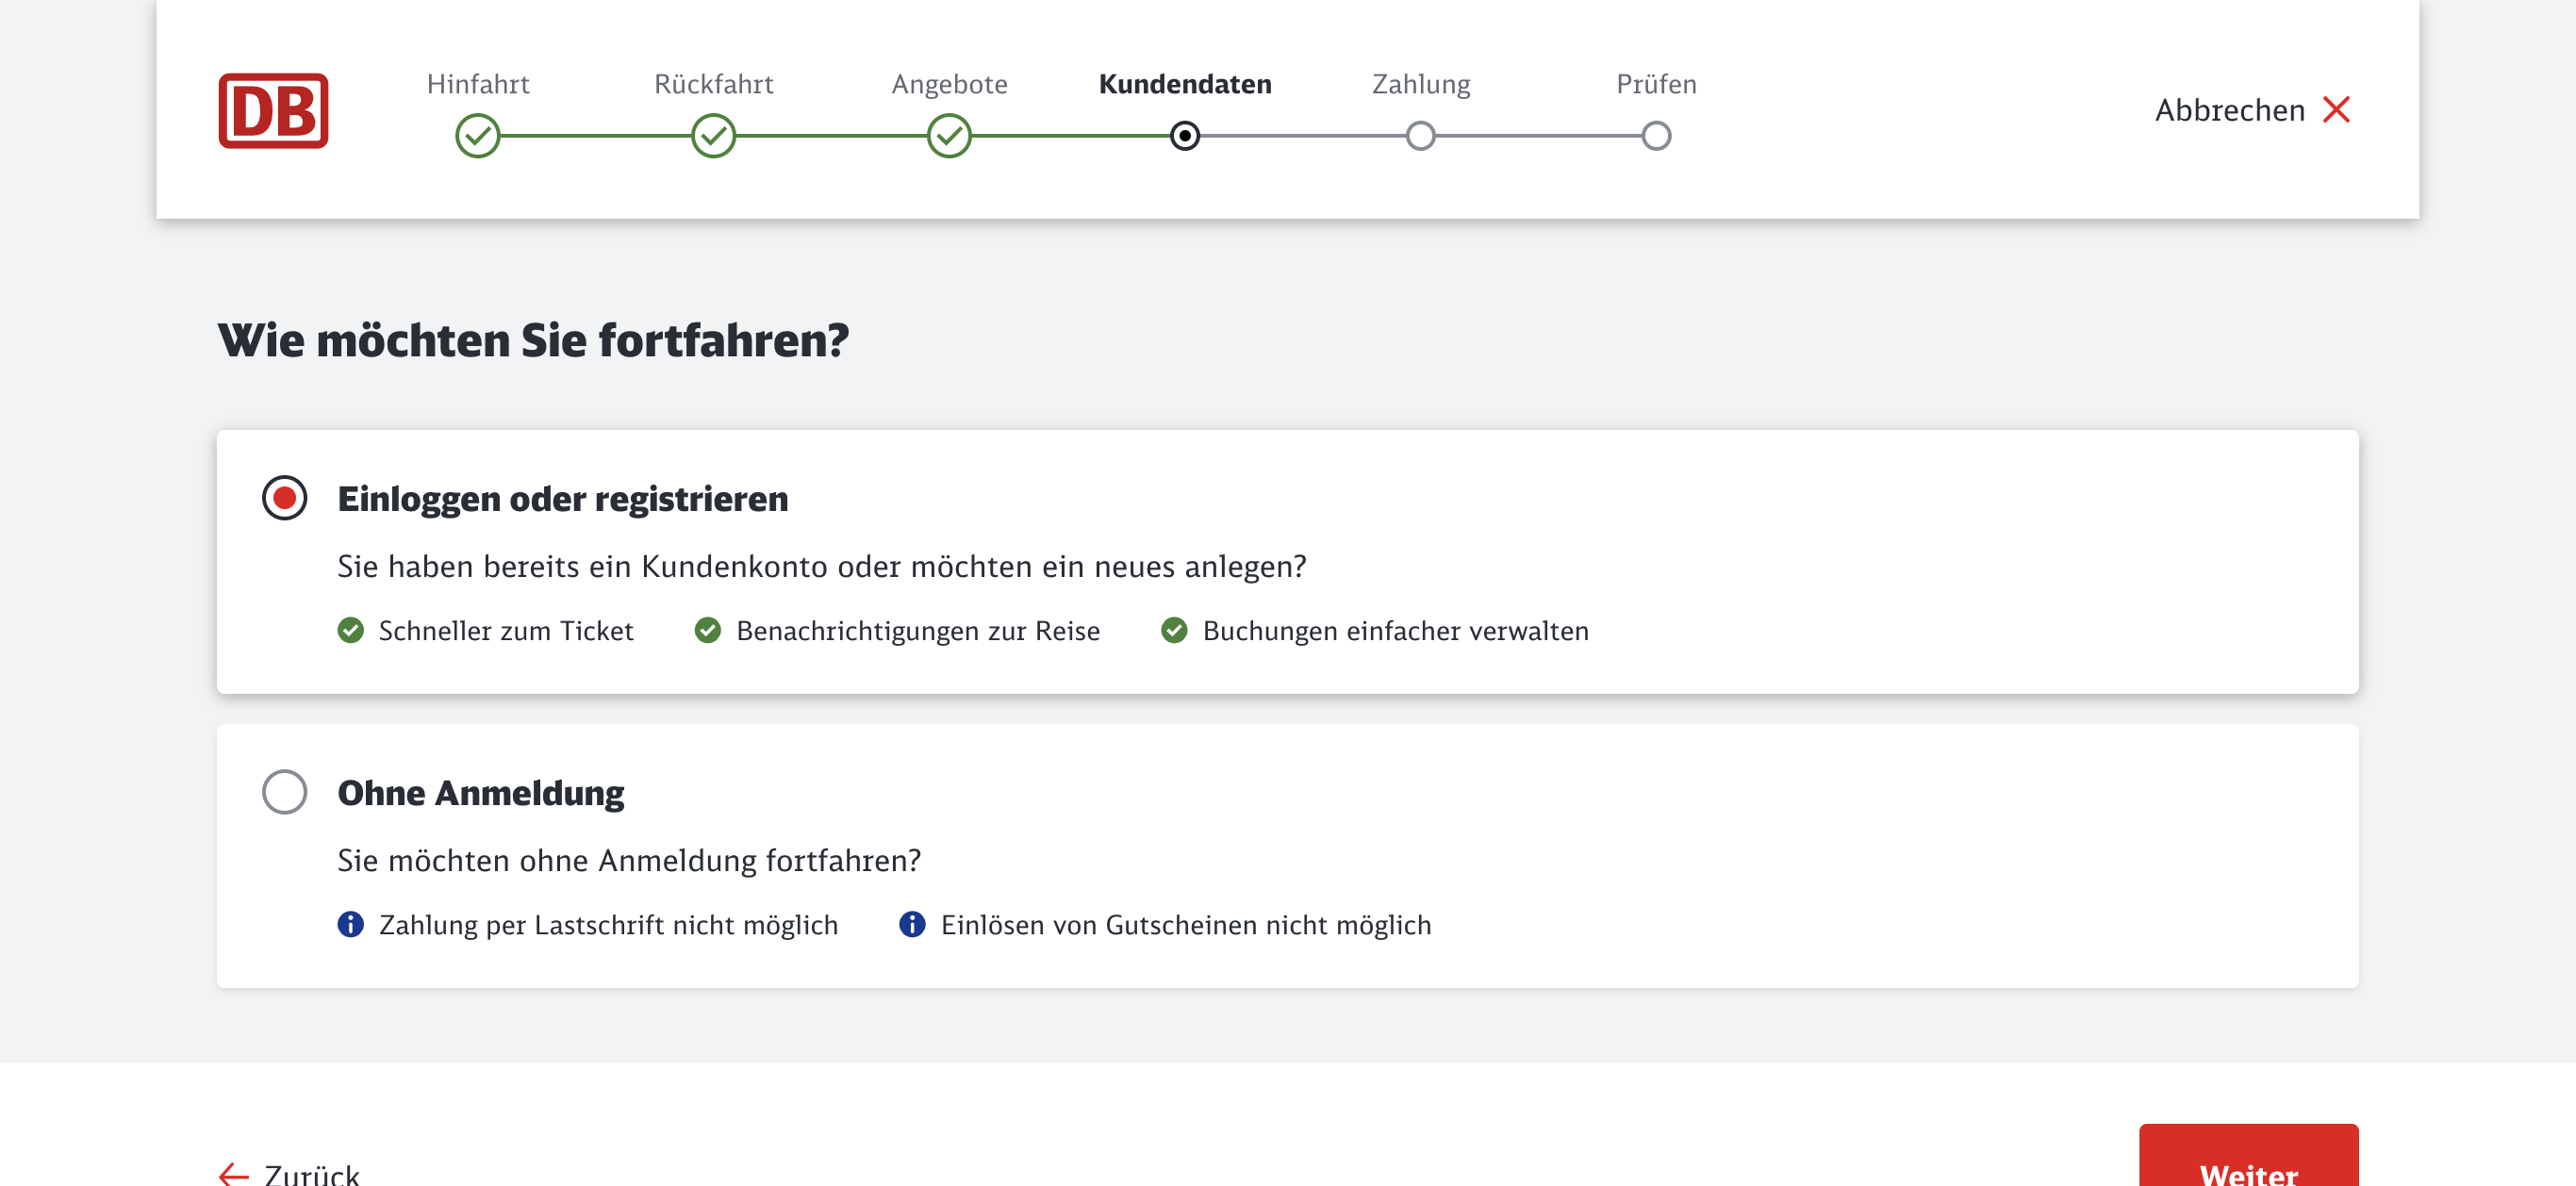 DB
Hinfahrt Rückfahrt Angebote Kundendaten Zahlung Prüfen
Abbrechen
Wie möchten Sie fortfahren?
Einloggen oder registrieren
Sie haben bereits ein Kundenkonto oder möchten ein neues anlegen?
Schneller zum Ticket Benachrichtigungen zur Reise Buchungen einfacher verwalten
Ohne Anmeldung
Sie möchten ohne Anmeldung fortfahren?
Zahlung per Lastschrift nicht möglich Einlösen von Gutscheinen nicht möglich
Zurück Weiter